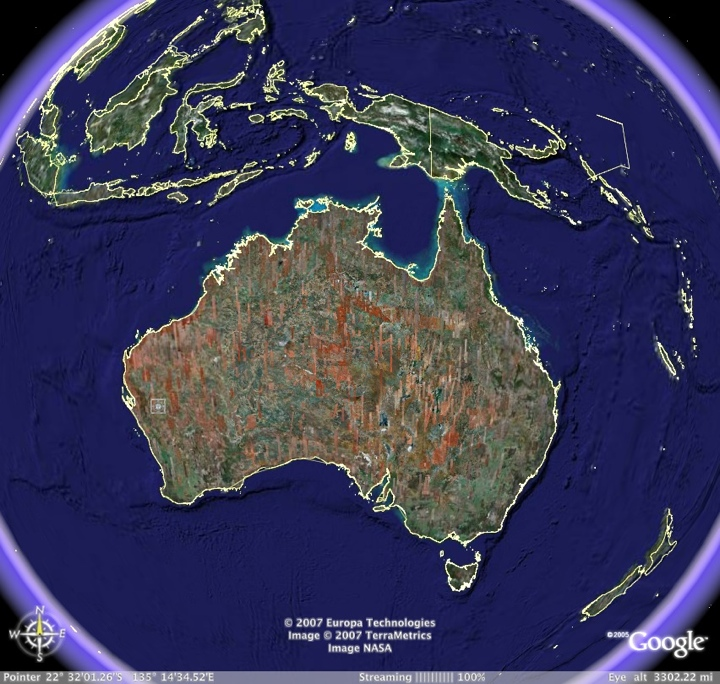 N
W E
S
© 2007 Europa Technologies
Image © 2007 TerraMetrics
Image NASA
©2005 Google™
Pointer 22° 32'01.26"S 135° 14'34.52"E Streaming |||||||||| 100% Eye alt 3302.22 mi